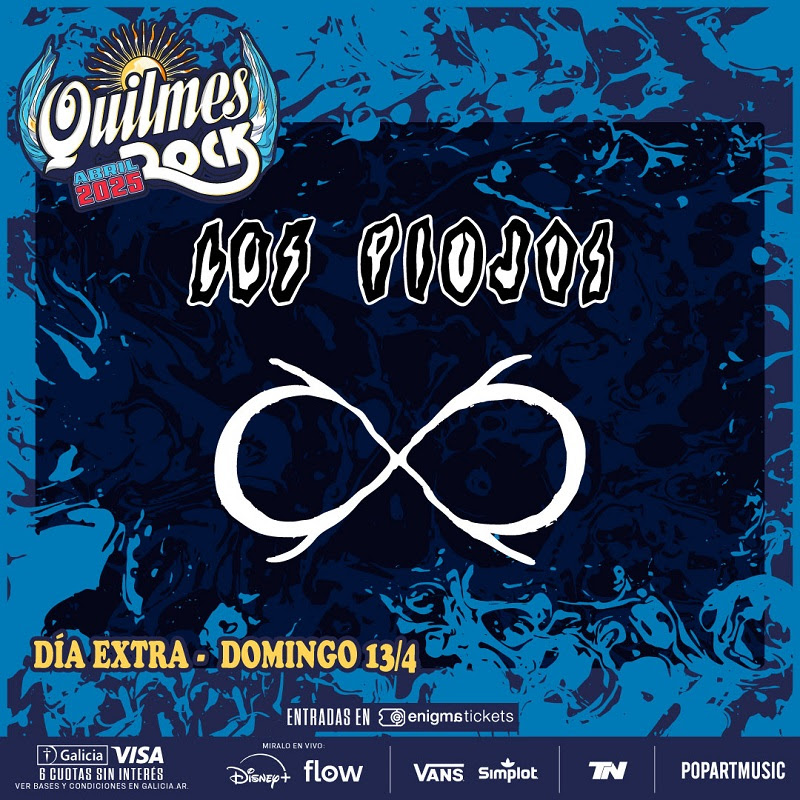 Quilmes
ROCK
ABRIL
2025
LOS PIOJOS
DÍA EXTRA - DOMINGO 13/4
ENTRADAS EN enigmatickets
Galicia VISA
6 CUOTAS SIN INTERÉS
VER BASES Y CONDICIONES EN GALICIA.AR.
MIRALO EN VIVO:
Disney+ flow
VANS Simplot
TN
POPARTMUSIC